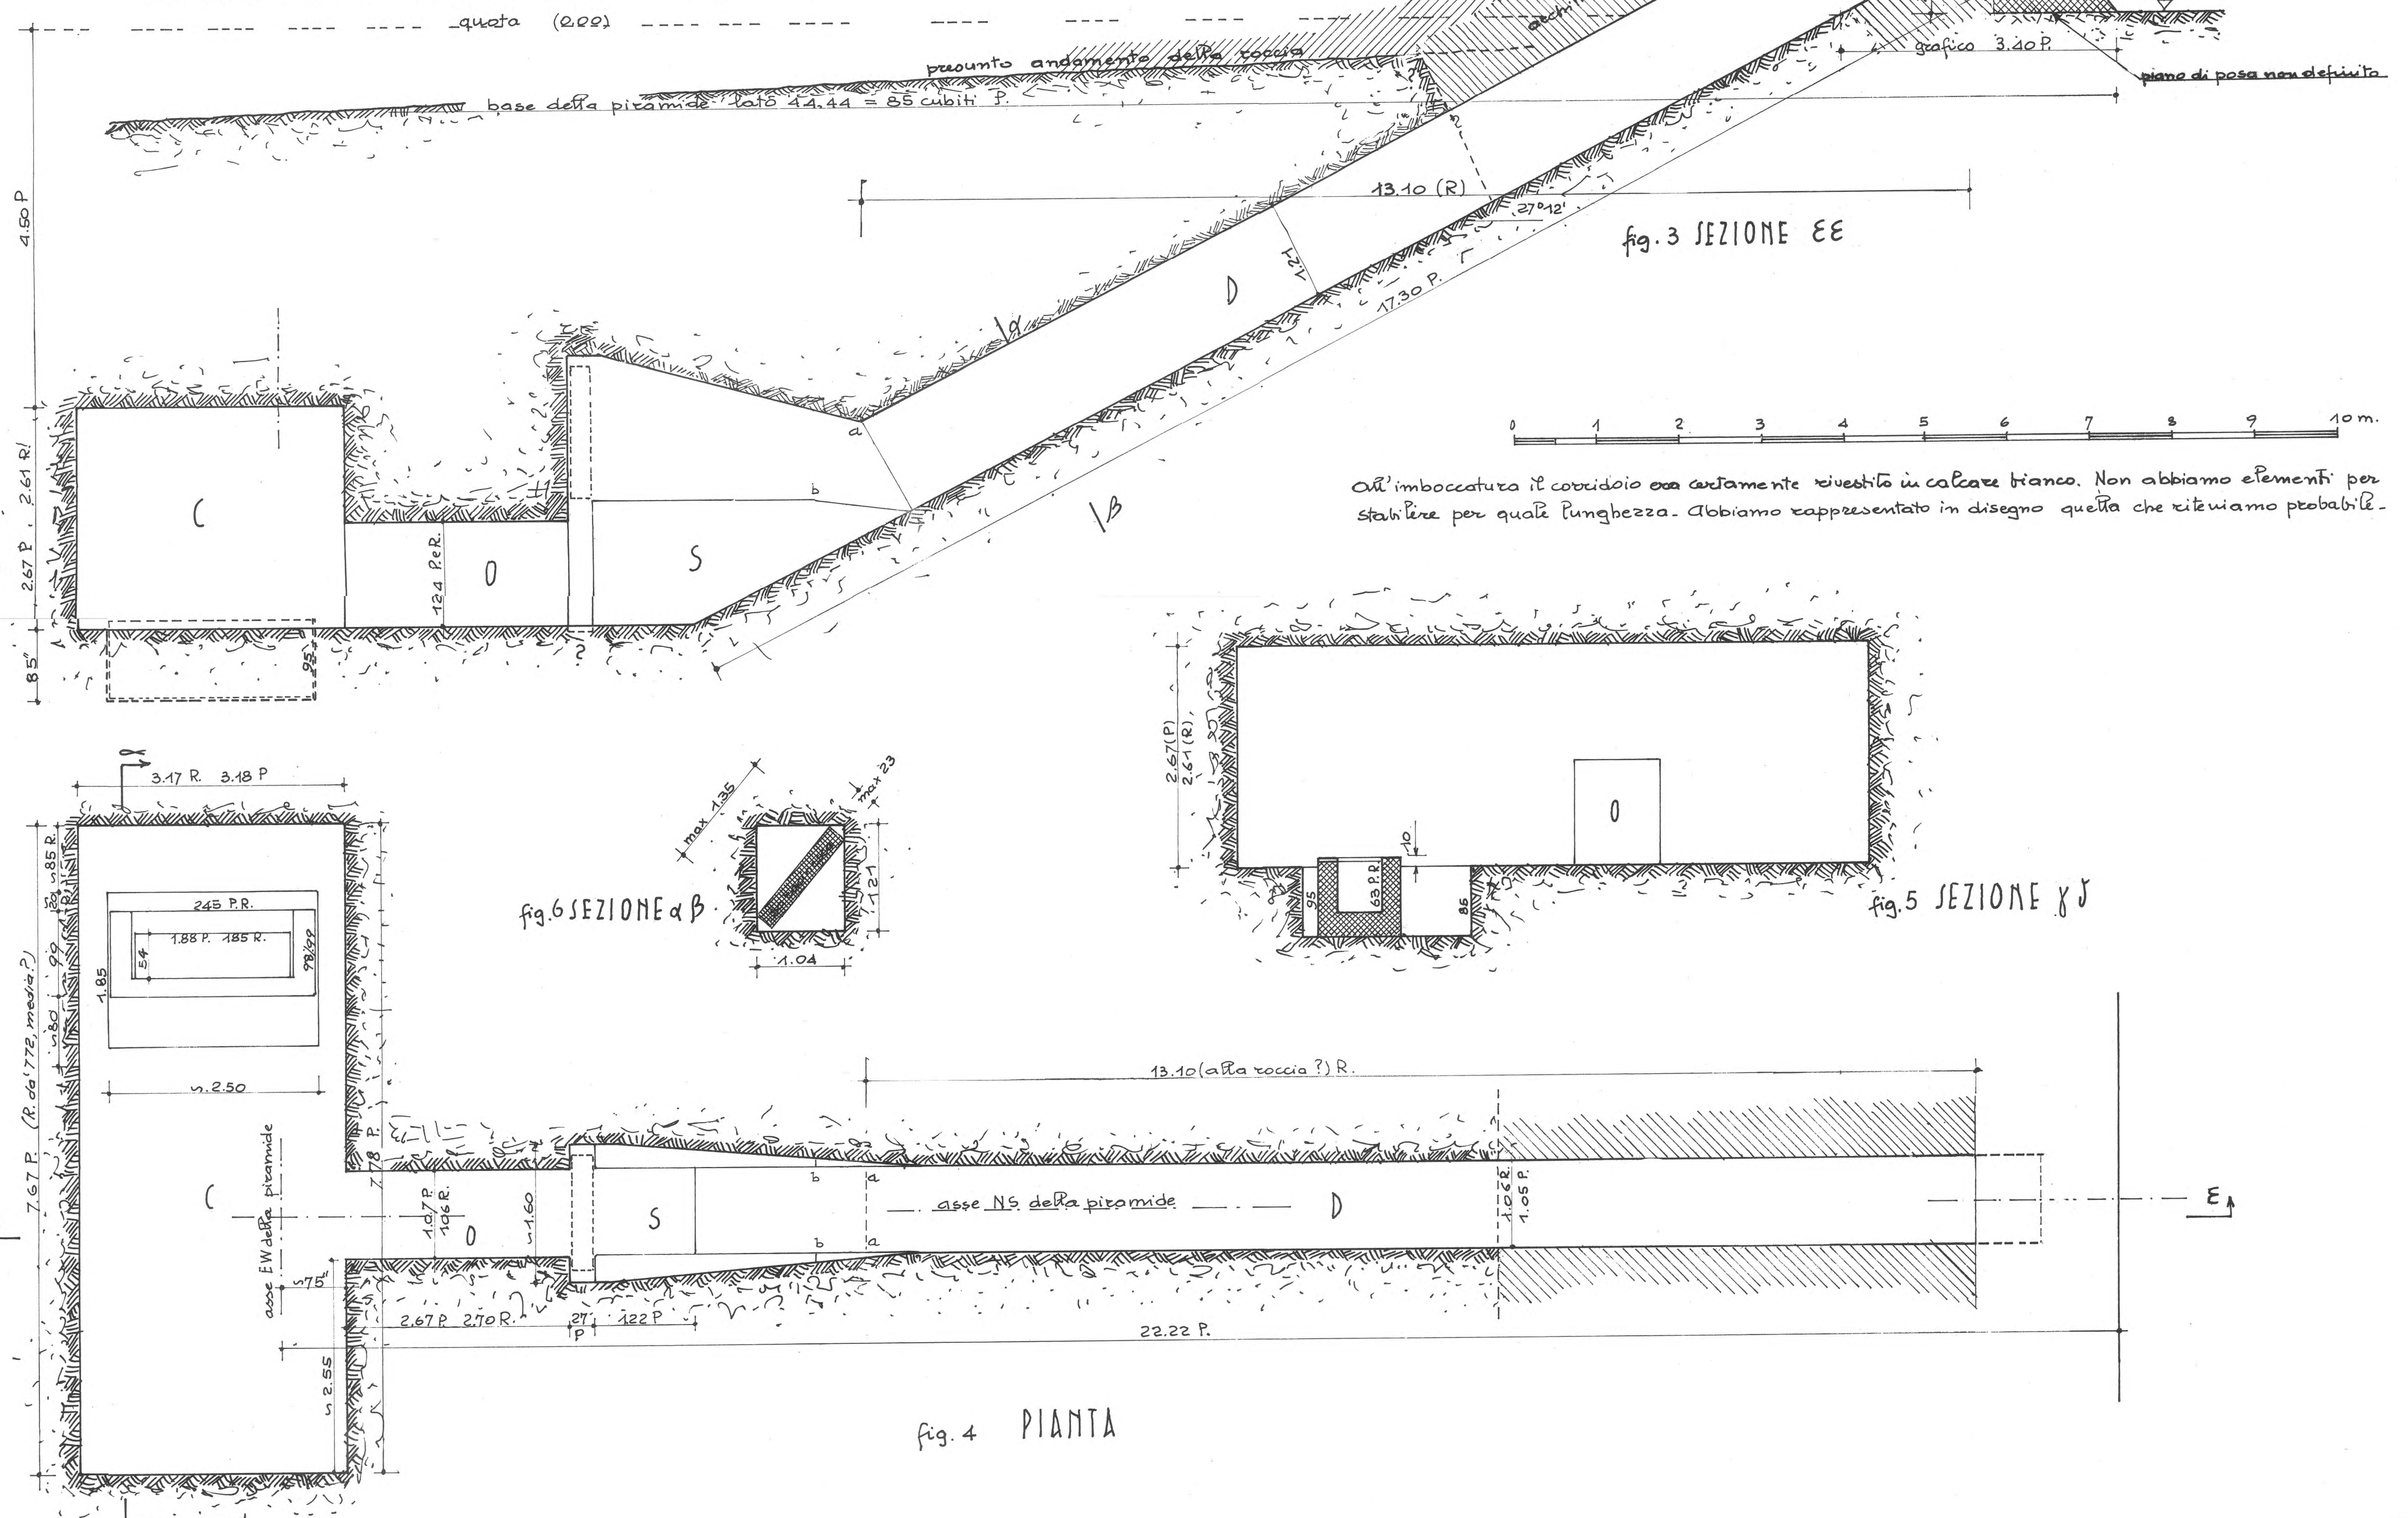 quota (200)
archi
presunto andamento della roccia
grafico 3.40 P.
piano di posa non definito
base della piramide lato 44.44 = 85 cubiti P.
4.50 P
13.10 (R)
27°12'
fig. 3 SEZIONE εε
1.21
D
17.30 P.
α
a
β
b
0 1 2 3 4 5 6 7 8 9 10 m.
All'imboccatura il corridoio era certamente rivestito in calcare bianco. Non abbiamo elementi per
stabilire per quale lunghezza - Abbiamo rappresentato in disegno quella che riteniamo probabile -
2.67 P , 2.61 R!
C
124 P.eR.
O
S
85"
95
?
2.67(P)
2.61(R),
O
10
95
63 P.R.
85
fig. 5 SEZIONE γ δ
α
3.17 R. 3.18 P
max 1.35
max 23
fig. 6 SEZIONE α β
1.21
1.04
7.67 P. (R. da' 772, media?)
∽85 R.
99
∽80
245 P.R.
1.88 P. 185 R.
54
98/99
1.85
∽.2.50
7.78 P.
asse EW della piramide
C
1.07 P.
106 R.
O
∽1.60
S
b
a
b
a
13.10 (alla roccia ?) R.
asse NS della piramide
D
1.06 R.
1.05 P.
ε
∽75"
2.67 P. 2.70 R.
27
P
122 P
22.22 P.
∽ 2.55
fig. 4 PIANTA